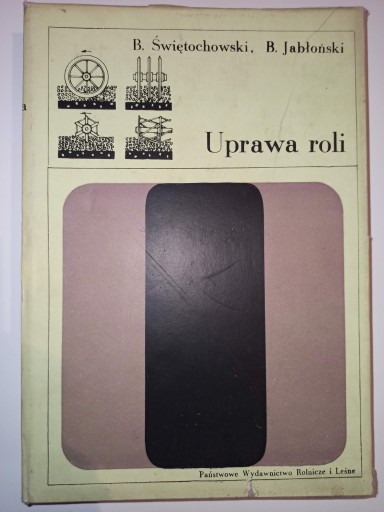 B. Świętochowski, B. Jabłoński
Uprawa roli
Państwowe Wydawnictwo Rolnicze i Leśne